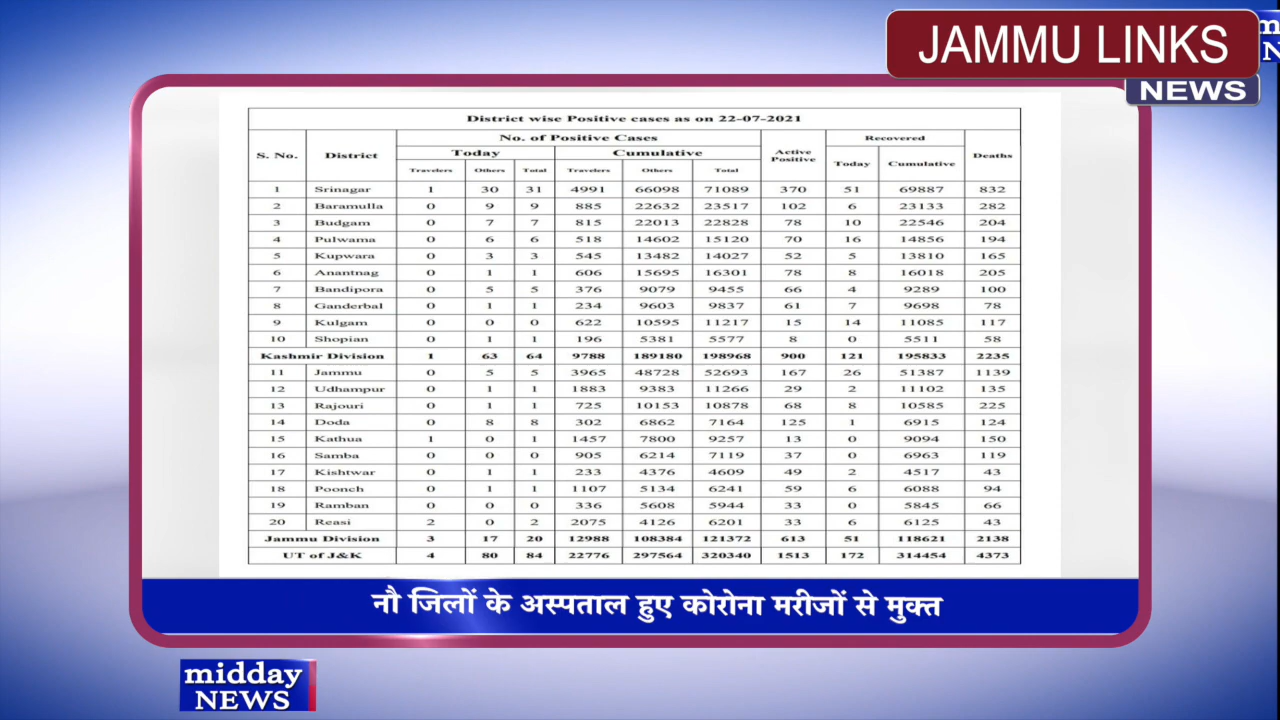 JAMMU LINKS
NEWS
m
N
District wise Positive cases as on 22-07-2021
S. No. District No. of Positive Cases Active Positive Recovered Deaths
Today Cumulative Today Cumulative
Travelers Others Total Travelers Others Total
1 Srinagar 1 30 31 4991 66098 71089 370 51 69887 832
2 Baramulla 0 9 9 885 22632 23517 102 6 23133 282
3 Budgam 0 7 7 815 22013 22828 78 10 22546 204
4 Pulwama 0 6 6 518 14602 15120 70 16 14856 194
5 Kupwara 0 3 3 545 13482 14027 52 5 13810 165
6 Anantnag 0 1 1 606 15695 16301 78 8 16018 205
7 Bandipora 0 5 5 376 9079 9455 66 4 9289 100
8 Ganderbal 0 1 1 234 9603 9837 61 7 9698 78
9 Kulgam 0 0 0 622 10595 11217 15 14 11085 117
10 Shopian 0 1 1 196 5381 5577 8 0 5511 58
Kashmir Division 1 63 64 9788 189180 198968 900 121 195833 2235
11 Jammu 0 5 5 3965 48728 52693 167 26 51387 1139
12 Udhampur 0 1 1 1883 9383 11266 29 2 11102 135
13 Rajouri 0 1 1 725 10153 10878 68 8 10585 225
14 Doda 0 8 8 302 6862 7164 125 1 6915 124
15 Kathua 1 0 1 1457 7800 9257 13 0 9094 150
16 Samba 0 0 0 905 6214 7119 37 0 6963 119
17 Kishtwar 0 1 1 233 4376 4609 49 2 4517 43
18 Poonch 0 1 1 1107 5134 6241 59 6 6088 94
19 Ramban 0 0 0 336 5608 5944 33 0 5845 66
20 Reasi 2 0 2 2075 4126 6201 33 6 6125 43
Jammu Division 3 17 20 12988 108384 121372 613 51 118621 2138
UT of J&K 4 80 84 22776 297564 320340 1513 172 314454 4373
नौ जिलों के अस्पताल हुए कोरोना मरीजों से मुक्त
midday
NEWS